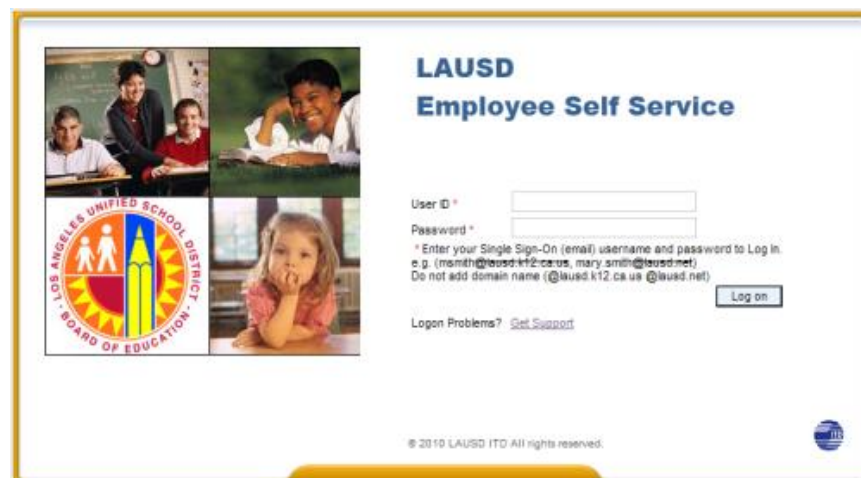 LAUSD
Employee Self Service
LOS ANGELES UNIFIED SCHOOL DISTRICT
BOARD OF EDUCATION
User ID *
Password *
* Enter your Single Sign-On (email) username and password to Log In.
e.g. (msmith@lausd.k12.ca.us, mary.smith@lausd.net)
Do not add domain name (@lausd.k12.ca.us @lausd.net)
Log on
Logon Problems? Get Support
© 2010 LAUSD ITD All rights reserved.